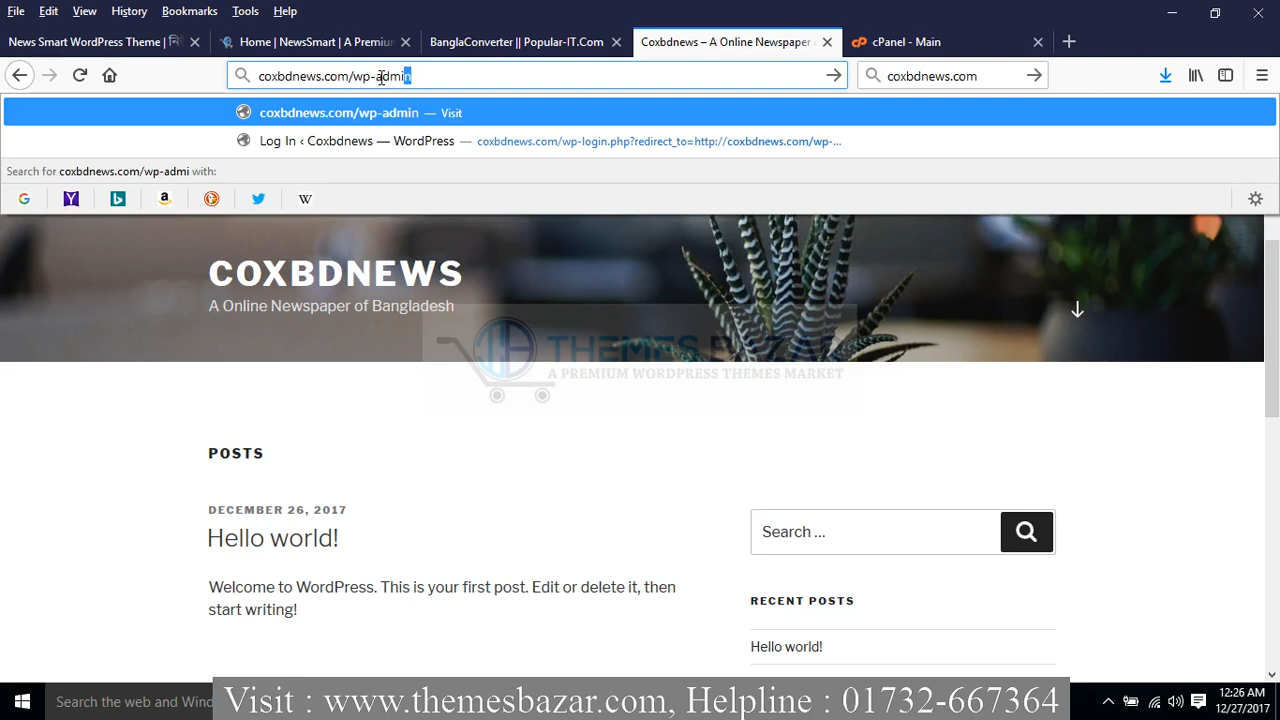 File Edit View History Bookmarks Tools Help
News Smart WordPress Theme |
Home | NewsSmart | A Premium
BanglaConverter || Popular-IT.Com
Coxbdnews – A Online Newspaper
cPanel - Main
coxbdnews.com/wp-admin
coxbdnews.com
coxbdnews.com/wp-admin — Visit
Log In ‹ Coxbdnews — WordPress — coxbdnews.com/wp-login.php?redirect_to=http://coxbdnews.com/wp-...
Search for coxbdnews.com/wp-admi with:
COXBDNEWS
A Online Newspaper of Bangladesh
THEMES BAZAR
A PREMIUM WORDPRESS THEMES MARKET
POSTS
DECEMBER 26, 2017
Hello world!
Search ...
Welcome to WordPress. This is your first post. Edit or delete it, then
start writing!
RECENT POSTS
Hello world!
Search the web and Wind
Visit : www.themesbazar.com, Helpline : 01732-667364
12:26 AM
12/27/2017